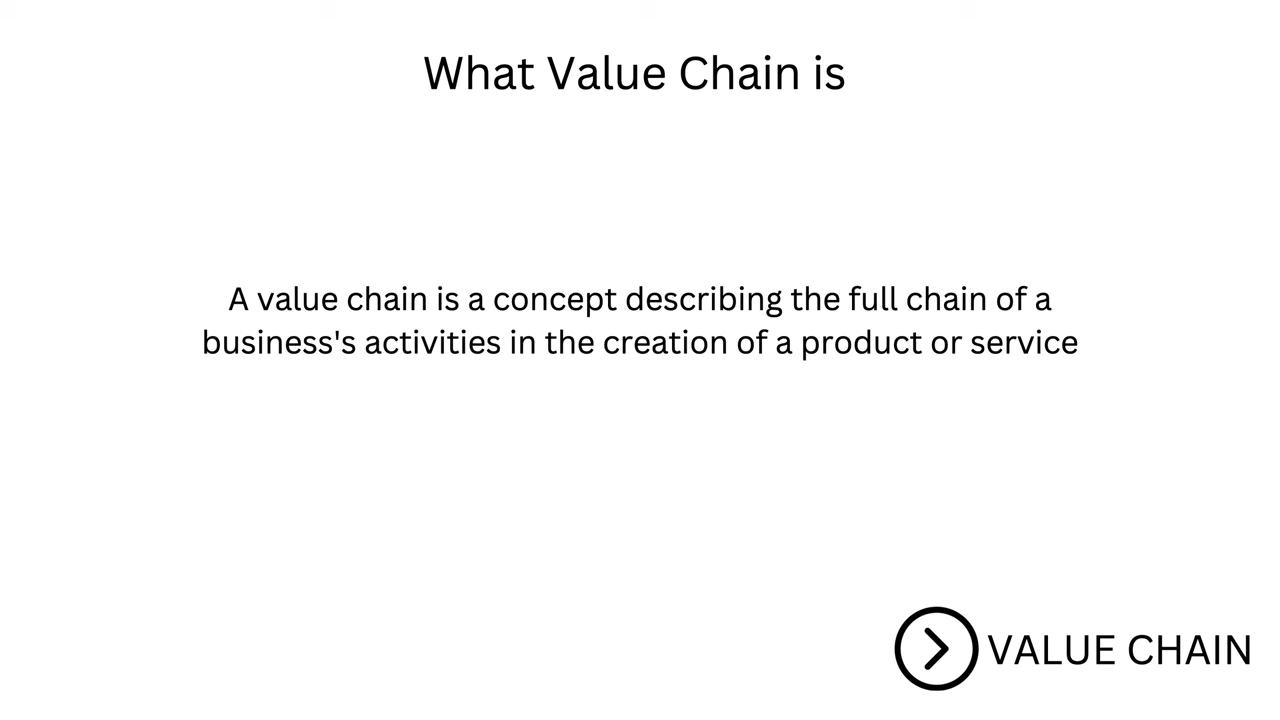 What Value Chain is
A value chain is a concept describing the full chain of a
business's activities in the creation of a product or service
VALUE CHAIN